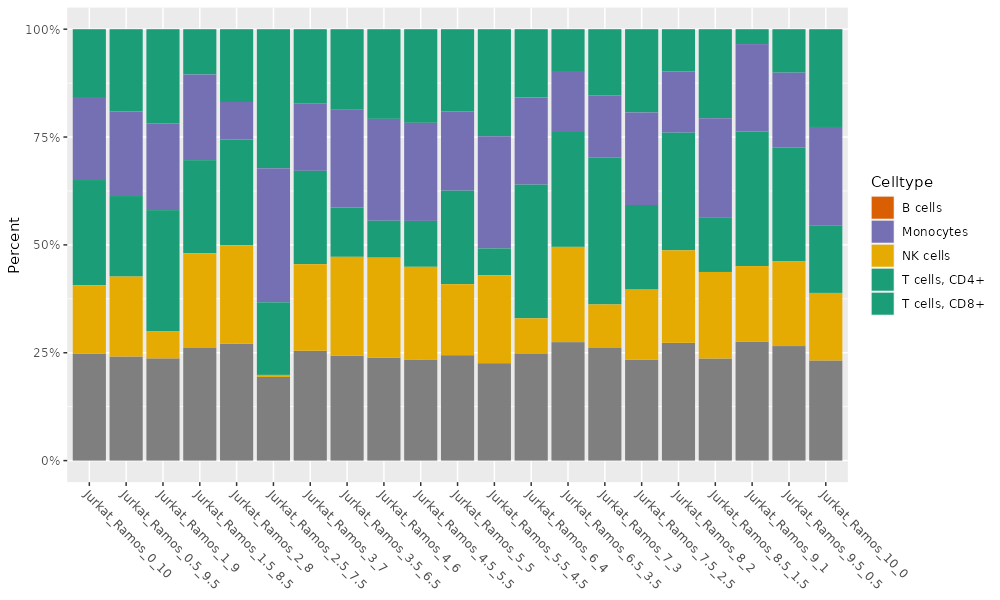 100%
75%
50%
25%
0%
Percent
Jurkat_Ramos_0_10
Jurkat_Ramos_0.5_9.5
Jurkat_Ramos_1_9
Jurkat_Ramos_1.5_8.5
Jurkat_Ramos_2_8
Jurkat_Ramos_2.5_7.5
Jurkat_Ramos_3_7
Jurkat_Ramos_3.5_6.5
Jurkat_Ramos_4_6
Jurkat_Ramos_4.5_5.5
Jurkat_Ramos_5_5
Jurkat_Ramos_5.5_4.5
Jurkat_Ramos_6_4
Jurkat_Ramos_6.5_3.5
Jurkat_Ramos_7_3
Jurkat_Ramos_7.5_2.5
Jurkat_Ramos_8_2
Jurkat_Ramos_8.5_1.5
Jurkat_Ramos_9_1
Jurkat_Ramos_9.5_0.5
Jurkat_Ramos_10_0
Celltype
B cells
Monocytes
NK cells
T cells, CD4+
T cells, CD8+